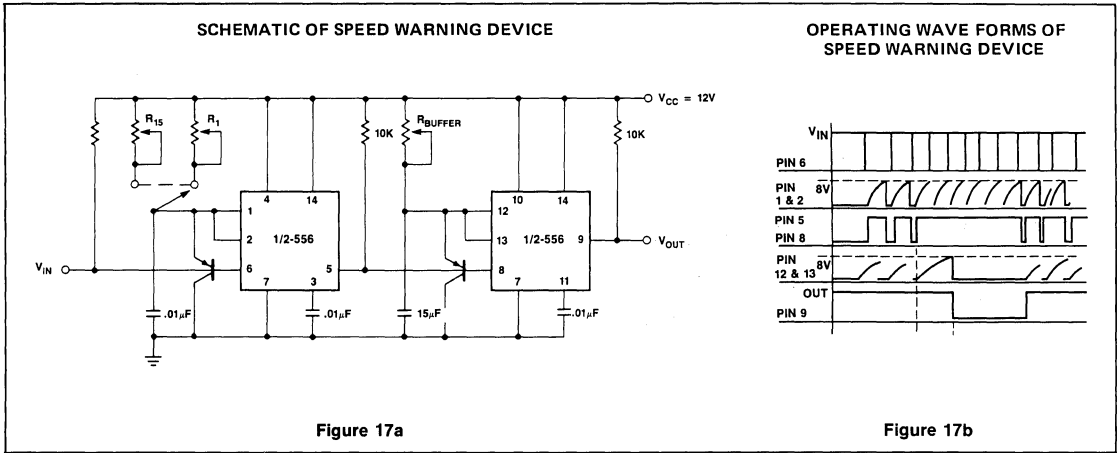 SCHEMATIC OF SPEED WARNING DEVICE
R15
R1
10K
RBUFFER
VCC = 12V
10K
4
14
10
14
1
2
1/2-556
12
13
1/2-556
9
VOUT
VIN
6
5
8
7
3
7
11
.01μF
.01μF
15μF
.01μF
Figure 17a
OPERATING WAVE FORMS OF
SPEED WARNING DEVICE
VIN
PIN 6
PIN
1 & 2
8V
PIN 5
PIN 8
PIN
12 & 13
8V
OUT
PIN 9
Figure 17b